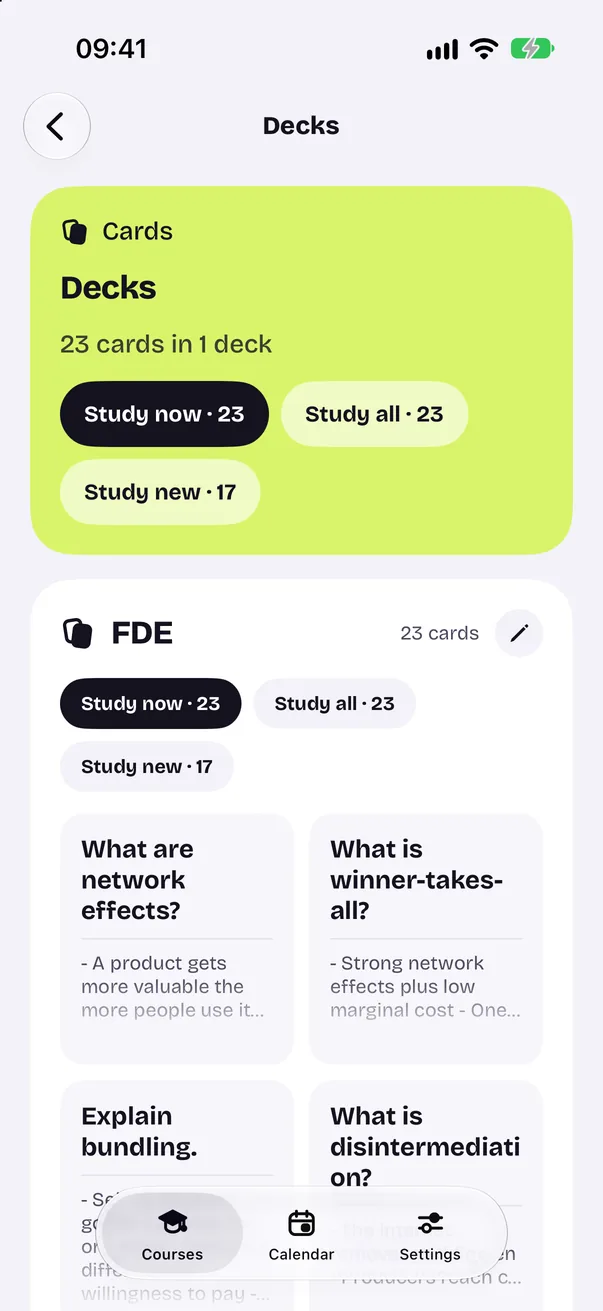 09:41
Decks
Cards
Decks
23 cards in 1 deck
Study now · 23
Study all · 23
Study new · 17
FDE
23 cards
Study now · 23
Study all · 23
Study new · 17
What are
network
effects?
- A product gets
more valuable the
more people use it...
What is
winner-takes-
all?
- Strong network
effects plus low
marginal cost - One...
Explain
bundling.
willingness to pay -...
What is
disintermediati
on?
Producers reach c...
Courses
Calendar
Settings